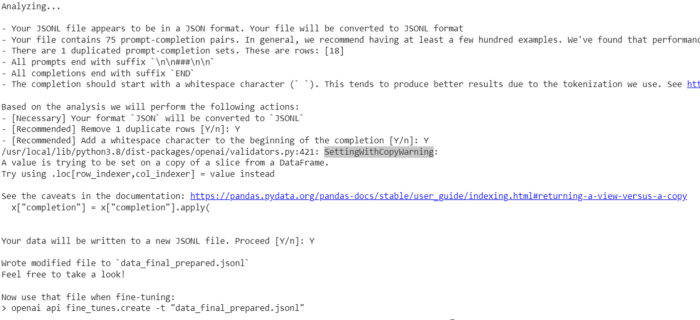 Analyzing...
- Your JSONL file appears to be in a JSON format. Your file will be converted to JSONL format
- Your file contains 75 prompt-completion pairs. In general, we recommend having at least a few hundred examples. We've found that performanc
- There are 1 duplicated prompt-completion sets. These are rows: [18]
- All prompts end with suffix `\n\n###\n\n`
- All completions end with suffix `END`
- The completion should start with a whitespace character (` `). This tends to produce better results due to the tokenization we use. See htt
Based on the analysis we will perform the following actions:
- [Necessary] Your format `JSON` will be converted to `JSONL`
- [Recommended] Remove 1 duplicate rows [Y/n]: Y
- [Recommended] Add a whitespace character to the beginning of the completion [Y/n]: Y
/usr/local/lib/python3.8/dist-packages/openai/validators.py:421: SettingWithCopyWarning:
A value is trying to be set on a copy of a slice from a DataFrame.
Try using .loc[row_indexer,col_indexer] = value instead
See the caveats in the documentation: https://pandas.pydata.org/pandas-docs/stable/user_guide/indexing.html#returning-a-view-versus-a-copy
x["completion"] = x["completion"].apply(
Your data will be written to a new JSONL file. Proceed [Y/n]: Y
Wrote modified file to `data_final_prepared.jsonl`
Feel free to take a look!
Now use that file when fine-tuning:
> openai api fine_tunes.create -t "data_final_prepared.jsonl"